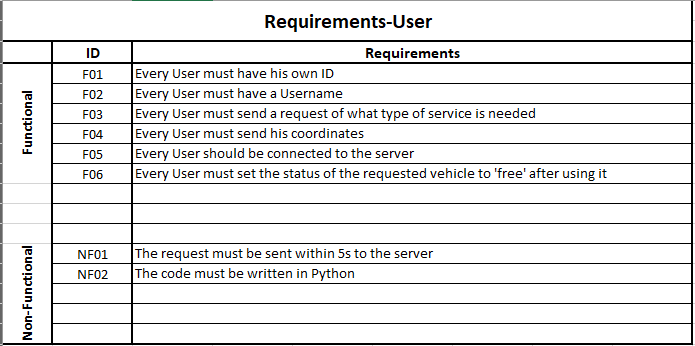 Requirements-User
ID Requirements
Functional
F01 Every User must have his own ID
F02 Every User must have a Username
F03 Every User must send a request of what type of service is needed
F04 Every User must send his coordinates
F05 Every User should be connected to the server
F06 Every User must set the status of the requested vehicle to 'free' after using it
Non-Functional
NF01 The request must be sent within 5s to the server
NF02 The code must be written in Python